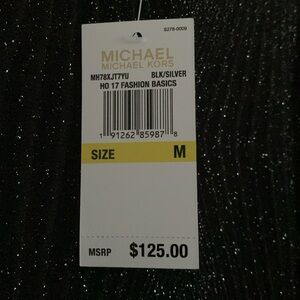 S278-0009
MICHAEL
MICHAEL KORS
MH78XJT7YU BLK/SILVER
HO 17 FASHION BASICS
1 91262 85987 8
SIZE M
MSRP $125.00